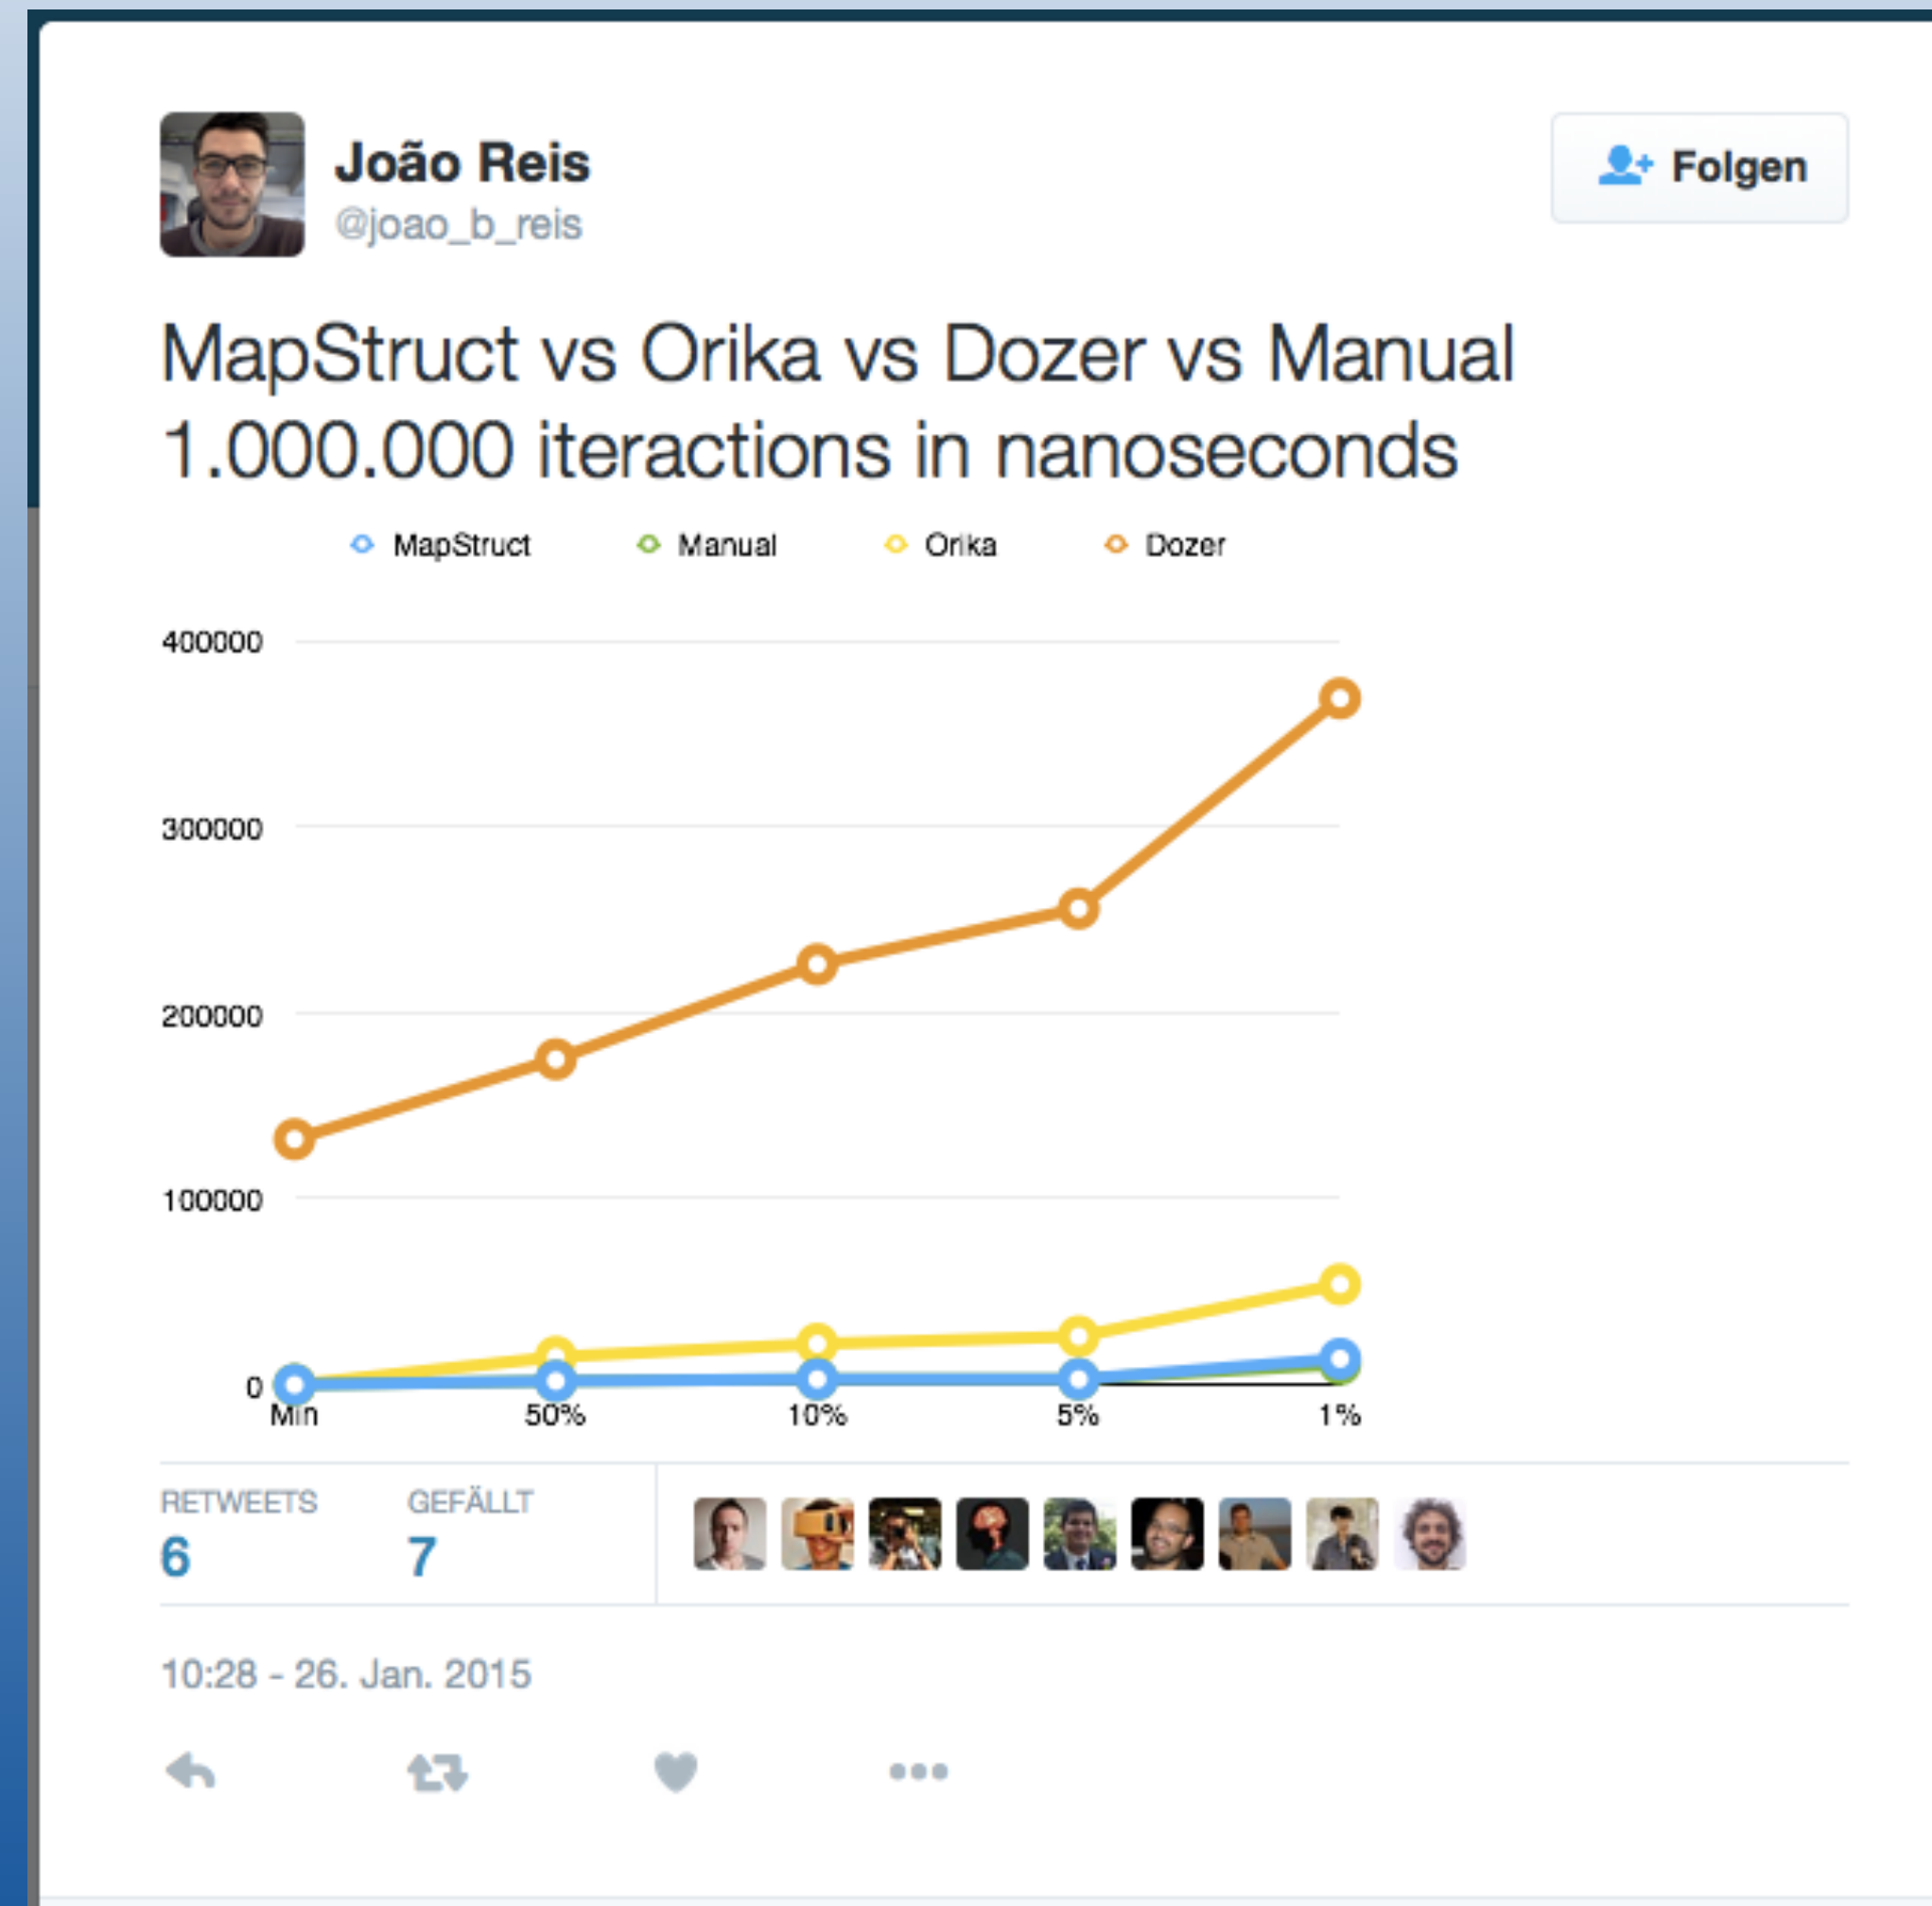 João Reis
@joao_b_reis
Folgen
MapStruct vs Orika vs Dozer vs Manual
1.000.000 iteractions in nanoseconds
MapStruct Manual Orika Dozer
400000
300000
200000
100000
0
Min 50% 10% 5% 1%
RETWEETS GEFÄLLT
6 7
10:28 - 26. Jan. 2015